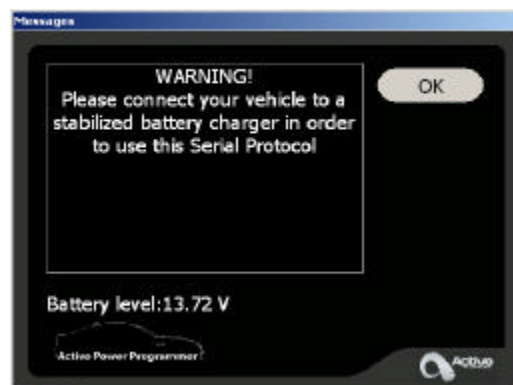 Messages
WARNING!
Please connect your vehicle to a
stabilized battery charger in order
to use this Serial Protocol
OK
Battery level:13.72 V
Active Power Programmer
Active